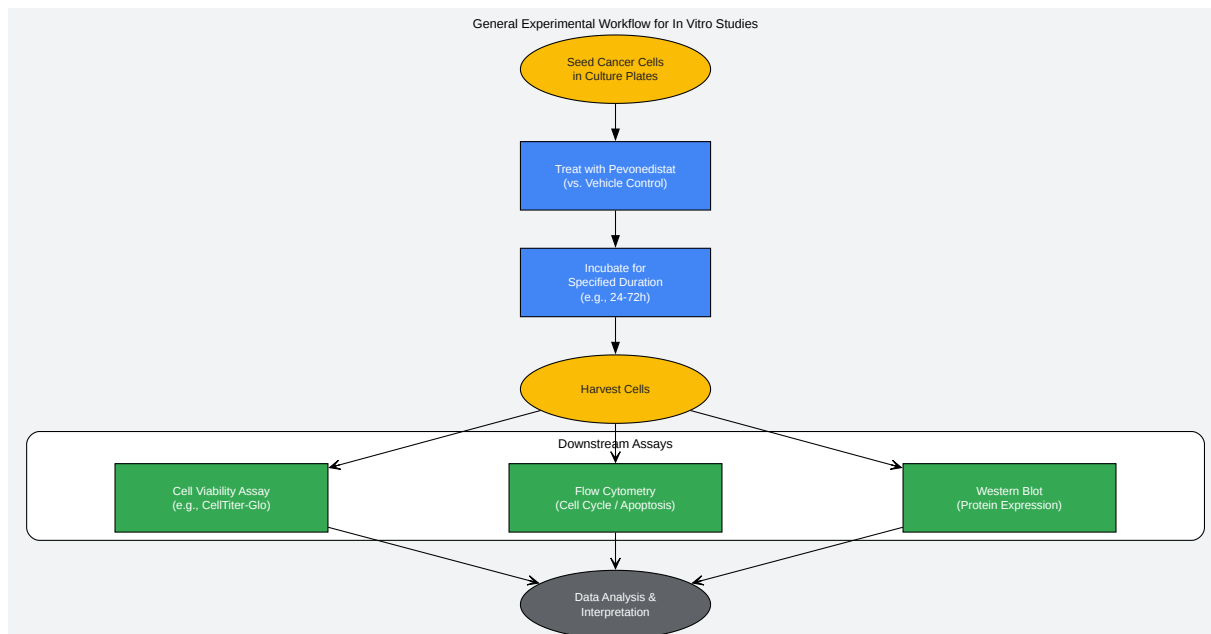 General Experimental Workflow for In Vitro Studies
Seed Cancer Cells
in Culture Plates
Treat with Pevonedistat
(vs. Vehicle Control)
Incubate for
Specified Duration
(e.g., 24-72h)
Harvest Cells
Downstream Assays
Cell Viability Assay
(e.g., CellTiter-Glo)
Flow Cytometry
(Cell Cycle / Apoptosis)
Western Blot
(Protein Expression)
Data Analysis &
Interpretation